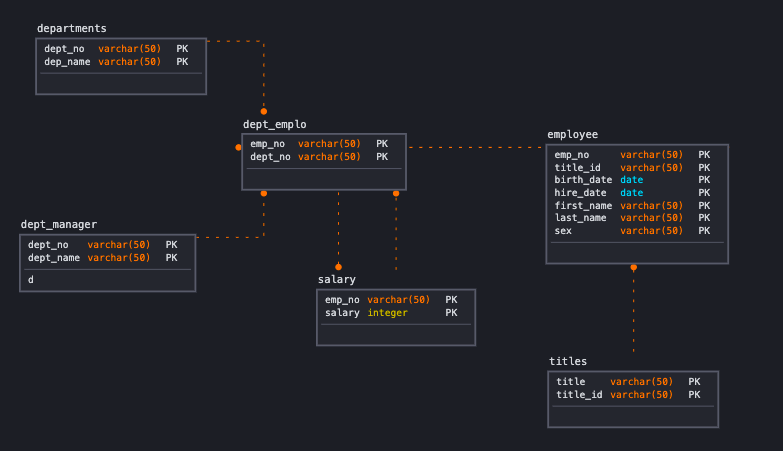 departments
dept_no varchar(50) PK
dep_name varchar(50) PK
dept_emplo
emp_no varchar(50) PK
dept_no varchar(50) PK
employee
emp_no varchar(50) PK
title_id varchar(50) PK
birth_date date PK
hire_date date PK
first_name varchar(50) PK
last_name varchar(50) PK
sex varchar(50) PK
dept_manager
dept_no varchar(50) PK
dept_name varchar(50) PK
d
salary
emp_no varchar(50) PK
salary integer PK
titles
title varchar(50) PK
title_id varchar(50) PK